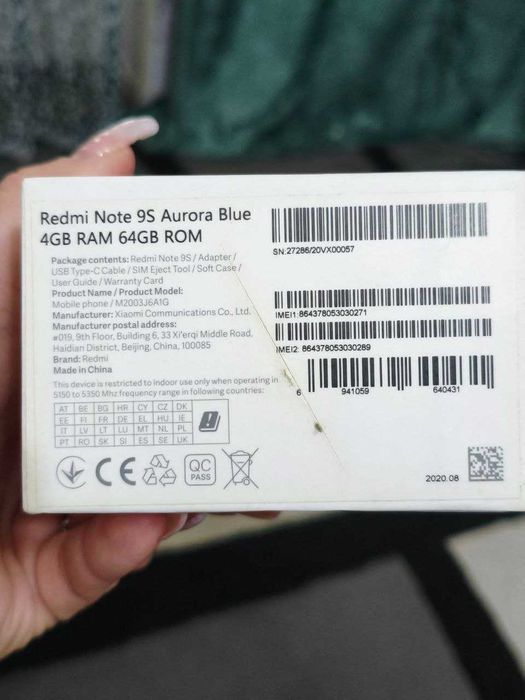 Redmi Note 9S Aurora Blue
4GB RAM 64GB ROM
Package contents: Redmi Note 9S / Adapter /
USB Type-C Cable / SIM Eject Tool / Soft Case /
User Guide / Warranty Card
Product Name / Product Model:
Mobile phone / M2003J6A1G
Manufacturer: Xiaomi Communications Co., Ltd.
Manufacturer postal address:
#019, 9th Floor, Building 6, 33 Xi'erqi Middle Road,
Haidian District, Beijing, China, 100085
Brand: Redmi
Made in China
This device is restricted to indoor use only when operating in
5150 to 5350 Mhz frequency range in following countries:
AT BE BG HR CY CZ DK
EE FI FR DE EL HU IE
IT LV LT LU MT NL PL
PT RO SK SI ES SE UK
CE
QC
PASS
SN:27286/20VX00057
IMEI1:864378053030271
IMEI2: 864378053030289
6 941059 640431
2020.08